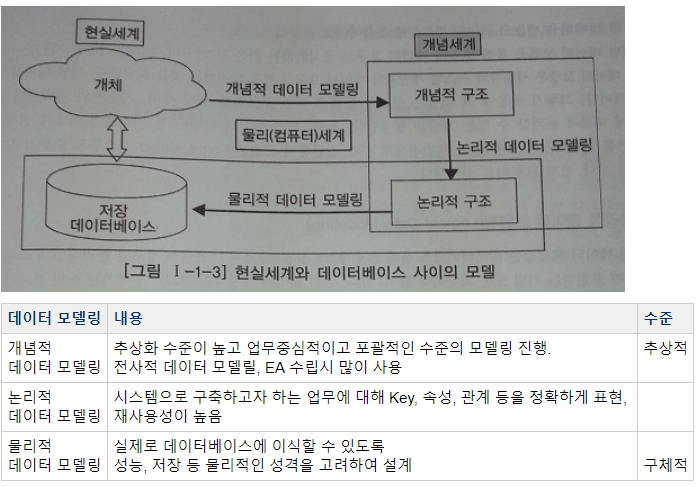 현실세계
개체
개념세계
개념적 데이터 모델링
개념적 구조
물리(컴퓨터)세계
논리적 데이터 모델링
저장
데이터베이스
물리적 데이터 모델링
논리적 구조
[그림 Ⅰ-1-3] 현실세계와 데이터베이스 사이의 모델
데이터 모델링 내용 수준
개념적
데이터 모델링
추상화 수준이 높고 업무중심적이고 포괄적인 수준의 모델링 진행.
전사적 데이터 모델릴, EA 수립시 많이 사용
추상적
논리적
데이터 모델링
시스템으로 구축하고자 하는 업무에 대해 Key, 속성, 관계 등을 정확하게 표현,
재사용성이 높음
물리적
데이터 모델링
실제로 데이터베이스에 이식할 수 있도록
성능, 저장 등 물리적인 성격을 고려하여 설계
구체적